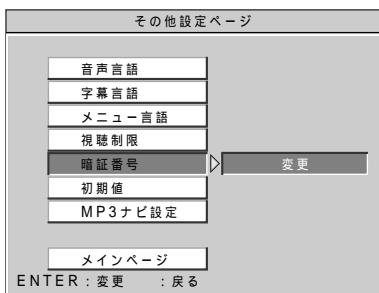 その他設定ページ
音声言語
字幕言語
メニュー言語
視聴制限
暗証番号 変更
初期値
MP3ナビ設定
メインページ
ENTER:変更 :戻る